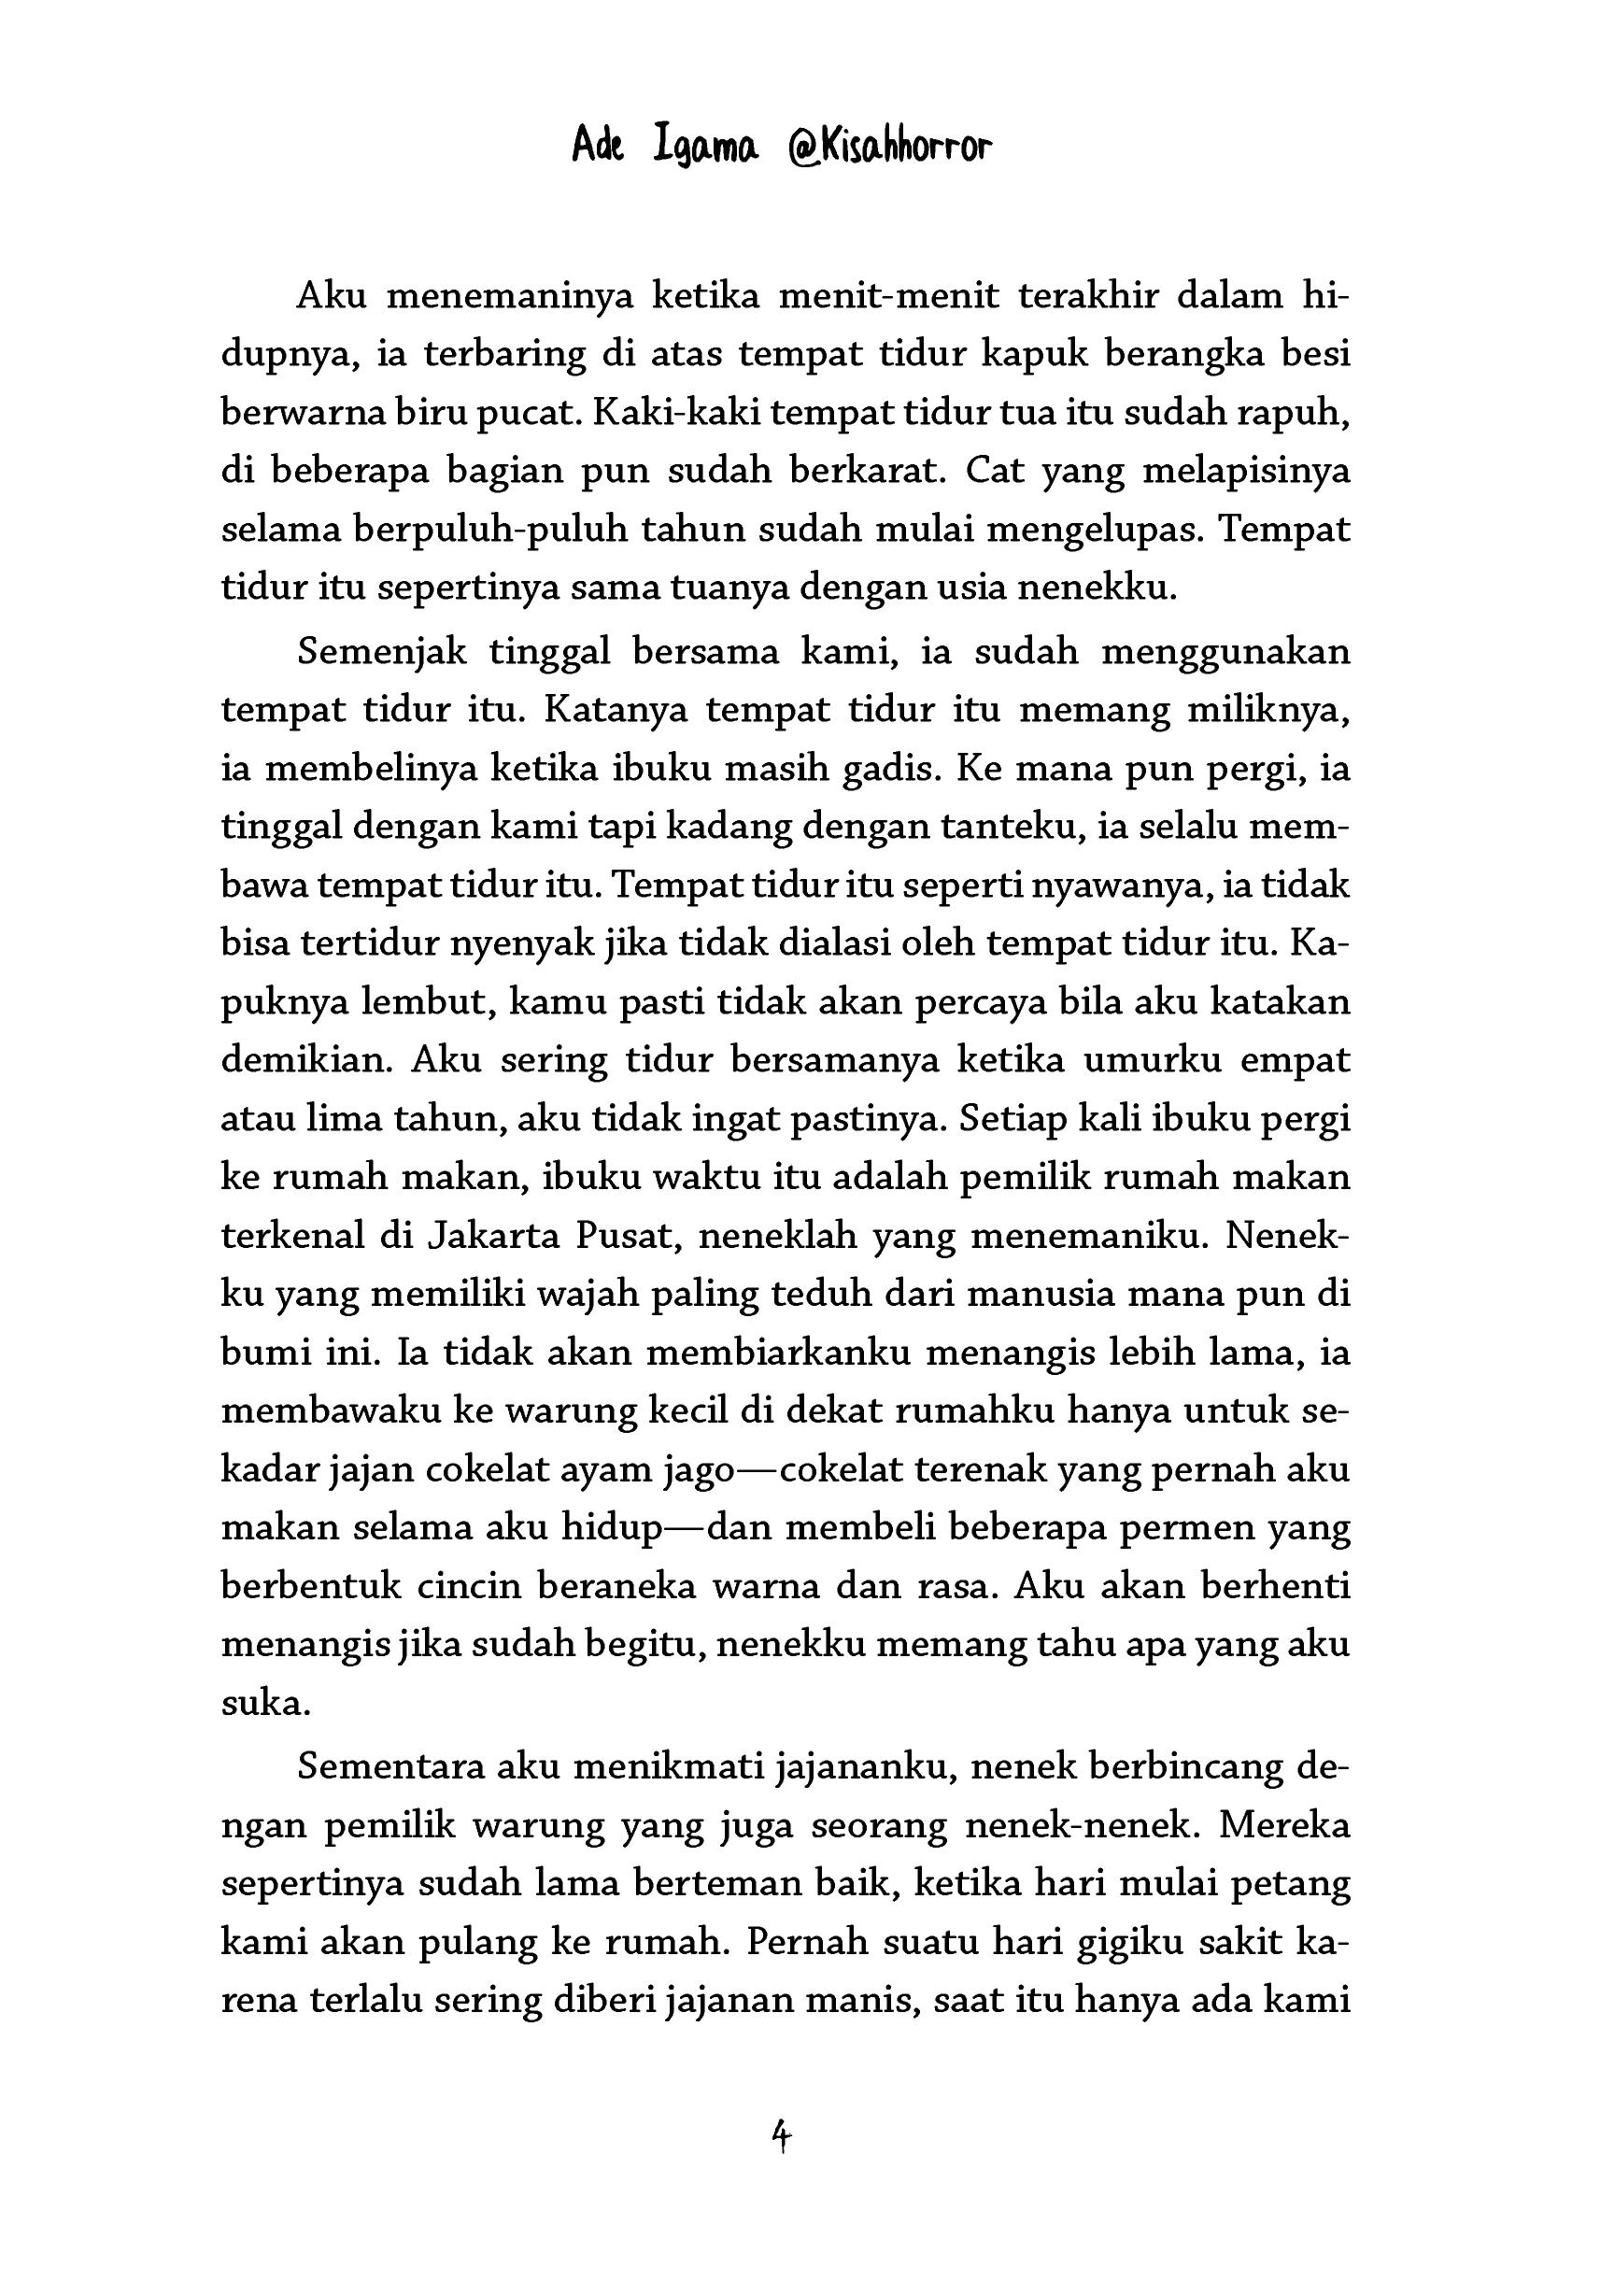 Ade Igama @Kisahhorror
Aku menemaninya ketika menit-menit terakhir dalam hi-
dupnya, ia terbaring di atas tempat tidur kapuk berangka besi
berwarna biru pucat. Kaki-kaki tempat tidur tua itu sudah rapuh,
di beberapa bagian pun sudah berkarat. Cat yang melapisinya
selama berpuluh-puluh tahun sudah mulai mengelupas. Tempat
tidur itu sepertinya sama tuanya dengan usia nenekku.
Semenjak tinggal bersama kami, ia sudah menggunakan
tempat tidur itu. Katanya tempat tidur itu memang miliknya,
ia membelinya ketika ibuku masih gadis. Ke mana pun pergi, ia
tinggal dengan kami tapi kadang dengan tanteku, ia selalu mem-
bawa tempat tidur itu. Tempat tidur itu seperti nyawanya, ia tidak
bisa tertidur nyenyak jika tidak dialasi oleh tempat tidur itu. Ka-
puknya lembut, kamu pasti tidak akan percaya bila aku katakan
demikian. Aku sering tidur bersamanya ketika umurku empat
atau lima tahun, aku tidak ingat pastinya. Setiap kali ibuku pergi
ke rumah makan, ibuku waktu itu adalah pemilik rumah makan
terkenal di Jakarta Pusat, neneklah yang menemaniku. Nenek-
ku yang memiliki wajah paling teduh dari manusia mana pun di
bumi ini. Ia tidak akan membiarkanku menangis lebih lama, ia
membawaku ke warung kecil di dekat rumahku hanya untuk se-
kadar jajan cokelat ayam jago—cokelat terenak yang pernah aku
makan selama aku hidup—dan membeli beberapa permen yang
berbentuk cincin beraneka warna dan rasa. Aku akan berhenti
menangis jika sudah begitu, nenekku memang tahu apa yang aku
suka.
Sementara aku menikmati jajananku, nenek berbincang de-
ngan pemilik warung yang juga seorang nenek-nenek. Mereka
sepertinya sudah lama berteman baik, ketika hari mulai petang
kami akan pulang ke rumah. Pernah suatu hari gigiku sakit ka-
rena terlalu sering diberi jajanan manis, saat itu hanya ada kami
4